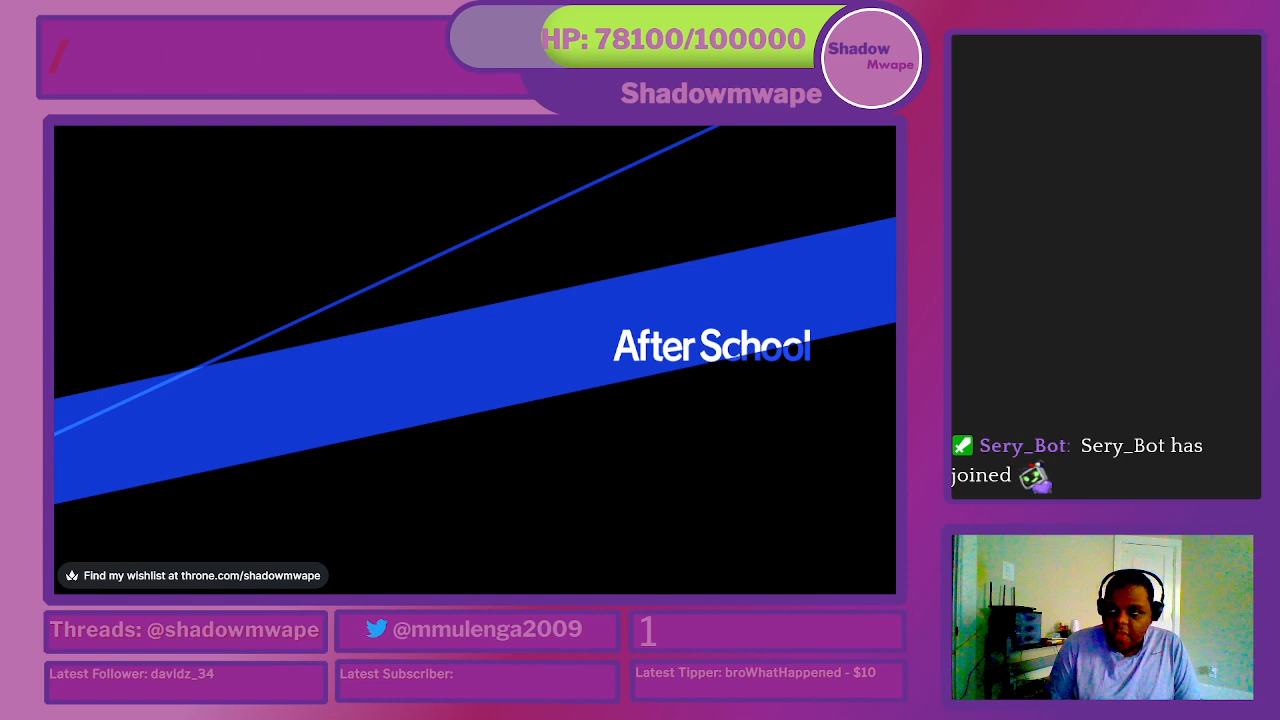 /
HP: 78100/100000
Shadow
Mwape
Shadowmwape
After School
Sery_Bot: Sery_Bot has
joined
Find my wishlist at throne.com/shadowmwape
Threads: @shadowmwape
@mmulenga2009
1
Latest Follower: davidz_34
Latest Subscriber:
Latest Tipper: broWhatHappened - $10